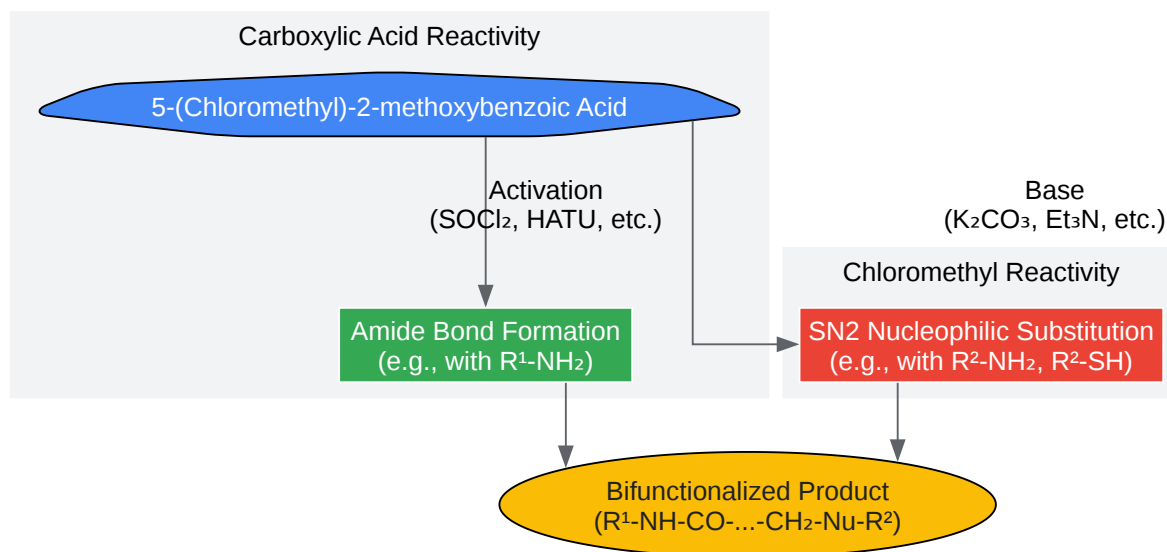 Carboxylic Acid Reactivity
5-(Chloromethyl)-2-methoxybenzoic Acid
Activation
(SOCl₂, HATU, etc.)
Base
(K₂CO₃, Et₃N, etc.)
Chloromethyl Reactivity
Amide Bond Formation
(e.g., with R¹-NH₂)
SN2 Nucleophilic Substitution
(e.g., with R²-NH₂, R²-SH)
Bifunctionalized Product
(R¹-NH-CO-...-CH₂-Nu-R²)